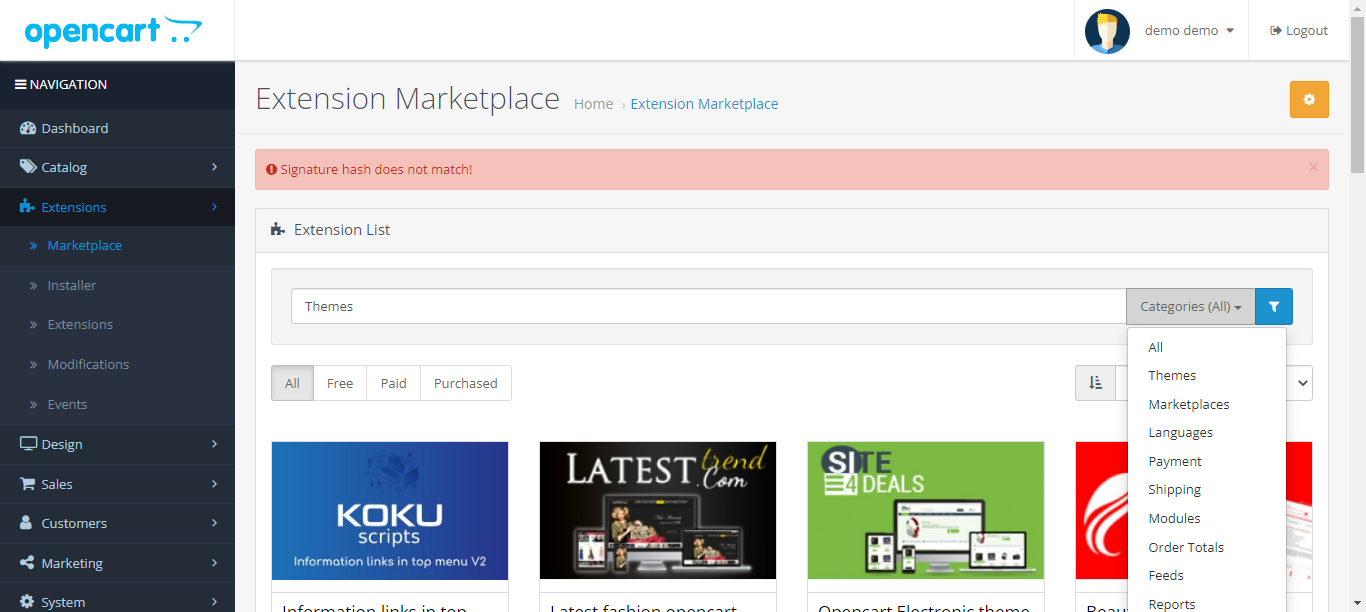 opencart
demo demo
Logout
NAVIGATION
Dashboard
Catalog
Extensions
Marketplace
Installer
Extensions
Modifications
Events
Design
Sales
Customers
Marketing
System
Extension Marketplace
Home › Extension Marketplace
Signature hash does not match!
×
Extension List
Themes
Categories (All)
All
Themes
Marketplaces
Languages
Payment
Shipping
Modules
Order Totals
Feeds
Reports
All Free Paid Purchased
KOKU
scripts
Information links in top menu V2
LATEST trend
.Com
SITE
4 DEALS
Information links in top
Latest fashion opencart
Opencart Electronic theme